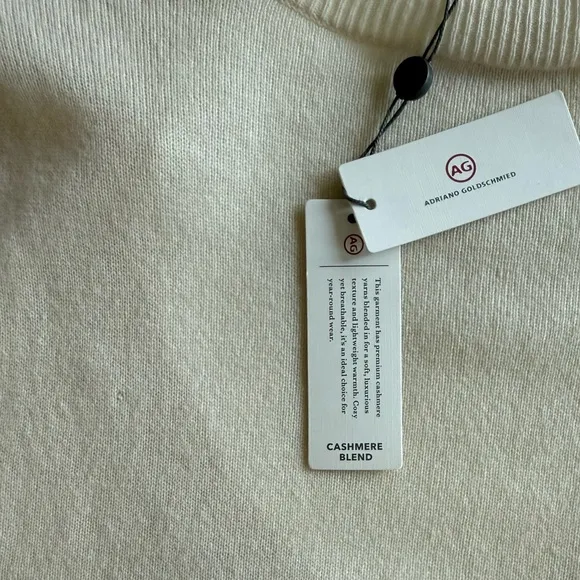 AG
ADRIANO GOLDSCHMIED
AG
This garment has premium cashmere
yarns blended in for a soft, luxurious
texture and lightweight warmth. Cozy
yet breathable, it's an ideal choice for
year-round wear.
CASHMERE
BLEND